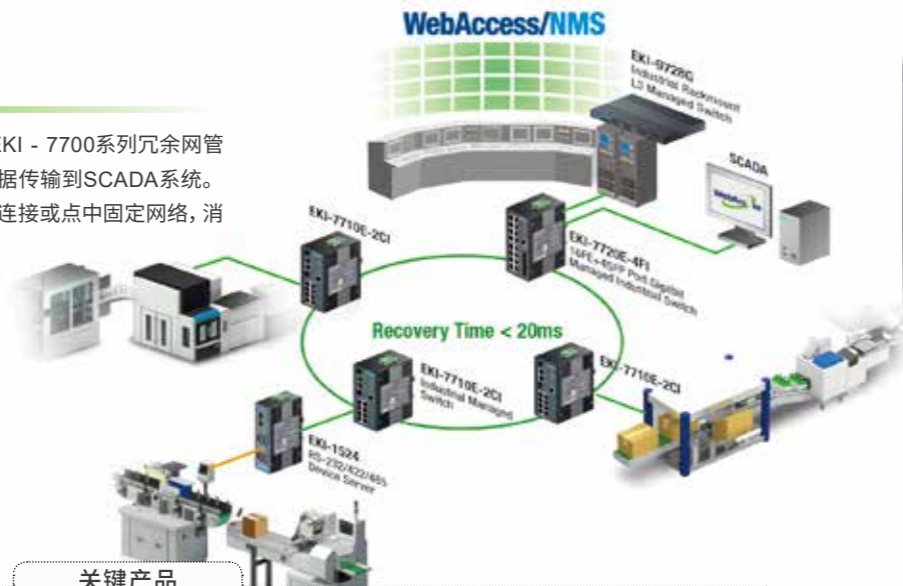 WebAccess/NMS
EKI-9728G
Industrial Rackmount
L3 Managed Switch
EKI - 7700系列冗余网管
据传输到SCADA系统。
连接或点中固定网络，消
SCADA
EKI-7710E-2CI
EKI-7720E-4FI
16FE+4SFP Port Gigabit
Managed Industrial Switch
Recovery Time < 20ms
EKI-7710E-2CI
Industrial Managed
Switch
EKI-7710E-2CI
EKI-1524
RS-232/422/485
Device Server
关键产品